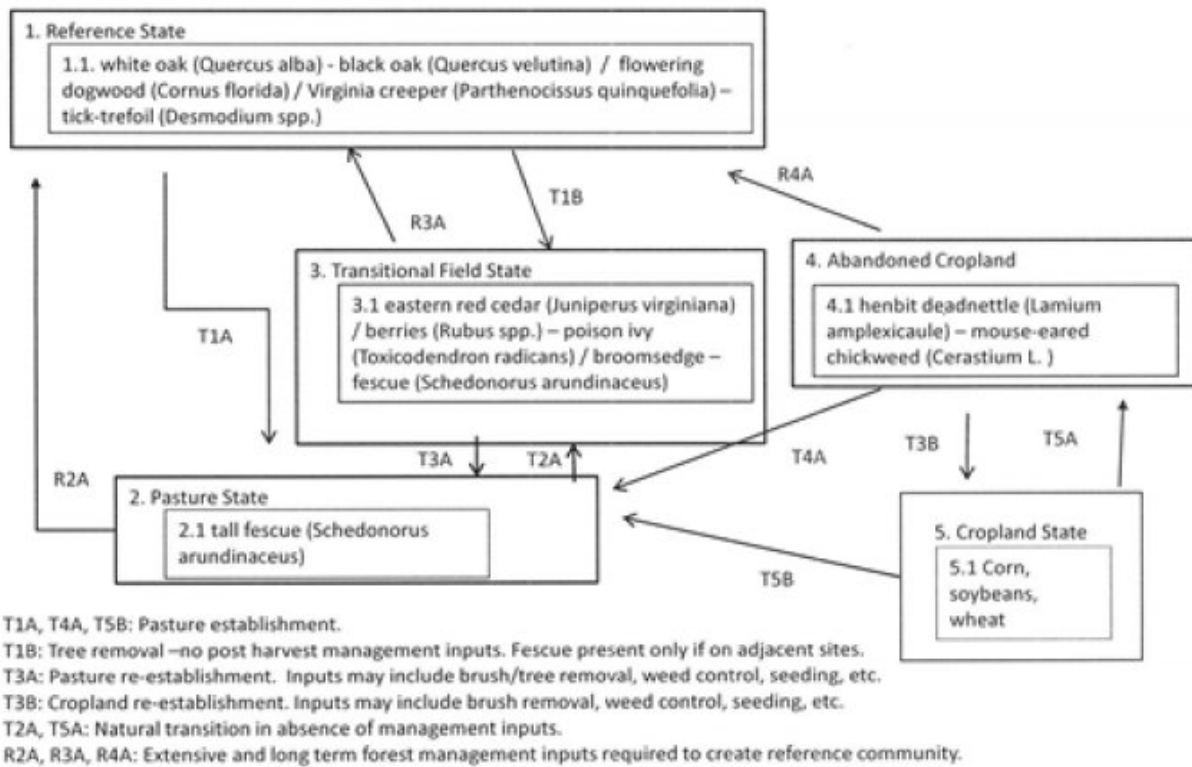 1. Reference State
1.1. white oak (Quercus alba) - black oak (Quercus velutina) / flowering
dogwood (Cornus florida) / Virginia creeper (Parthenocissus quinquefolia) –
tick-trefoil (Desmodium spp.)
R4A
T1B
R3A
3. Transitional Field State
3.1 eastern red cedar (Juniperus virginiana)
/ berries (Rubus spp.) – poison ivy
(Toxicodendron radicans) / broomsedge –
fescue (Schedonorus arundinaceus)
4. Abandoned Cropland
4.1 henbit deadnettle (Lamium
amplexicaule) – mouse-eared
chickweed (Cerastium L. )
T1A
T3A
T2A
T4A
T3B
T5A
R2A
2. Pasture State
2.1 tall fescue (Schedonorus
arundinaceus)
5. Cropland State
5.1 Corn,
soybeans,
wheat
T5B
T1A, T4A, T5B: Pasture establishment.
T1B: Tree removal –no post harvest management inputs. Fescue present only if on adjacent sites.
T3A: Pasture re-establishment. Inputs may include brush/tree removal, weed control, seeding, etc.
T3B: Cropland re-establishment. Inputs may include brush removal, weed control, seeding, etc.
T2A, T5A: Natural transition in absence of management inputs.
R2A, R3A, R4A: Extensive and long term forest management inputs required to create reference community.